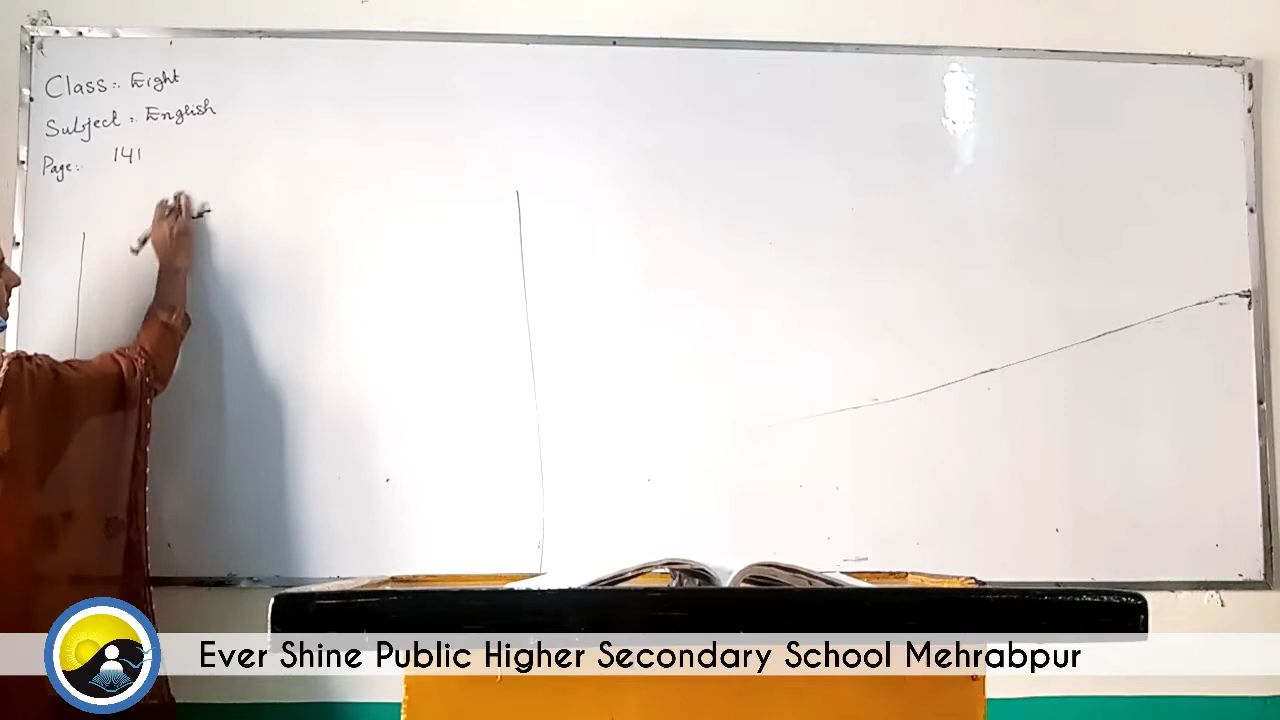 Class:. Eight
Subject:. English
Page:. 141
Ever Shine Public Higher Secondary School Mehrabpur